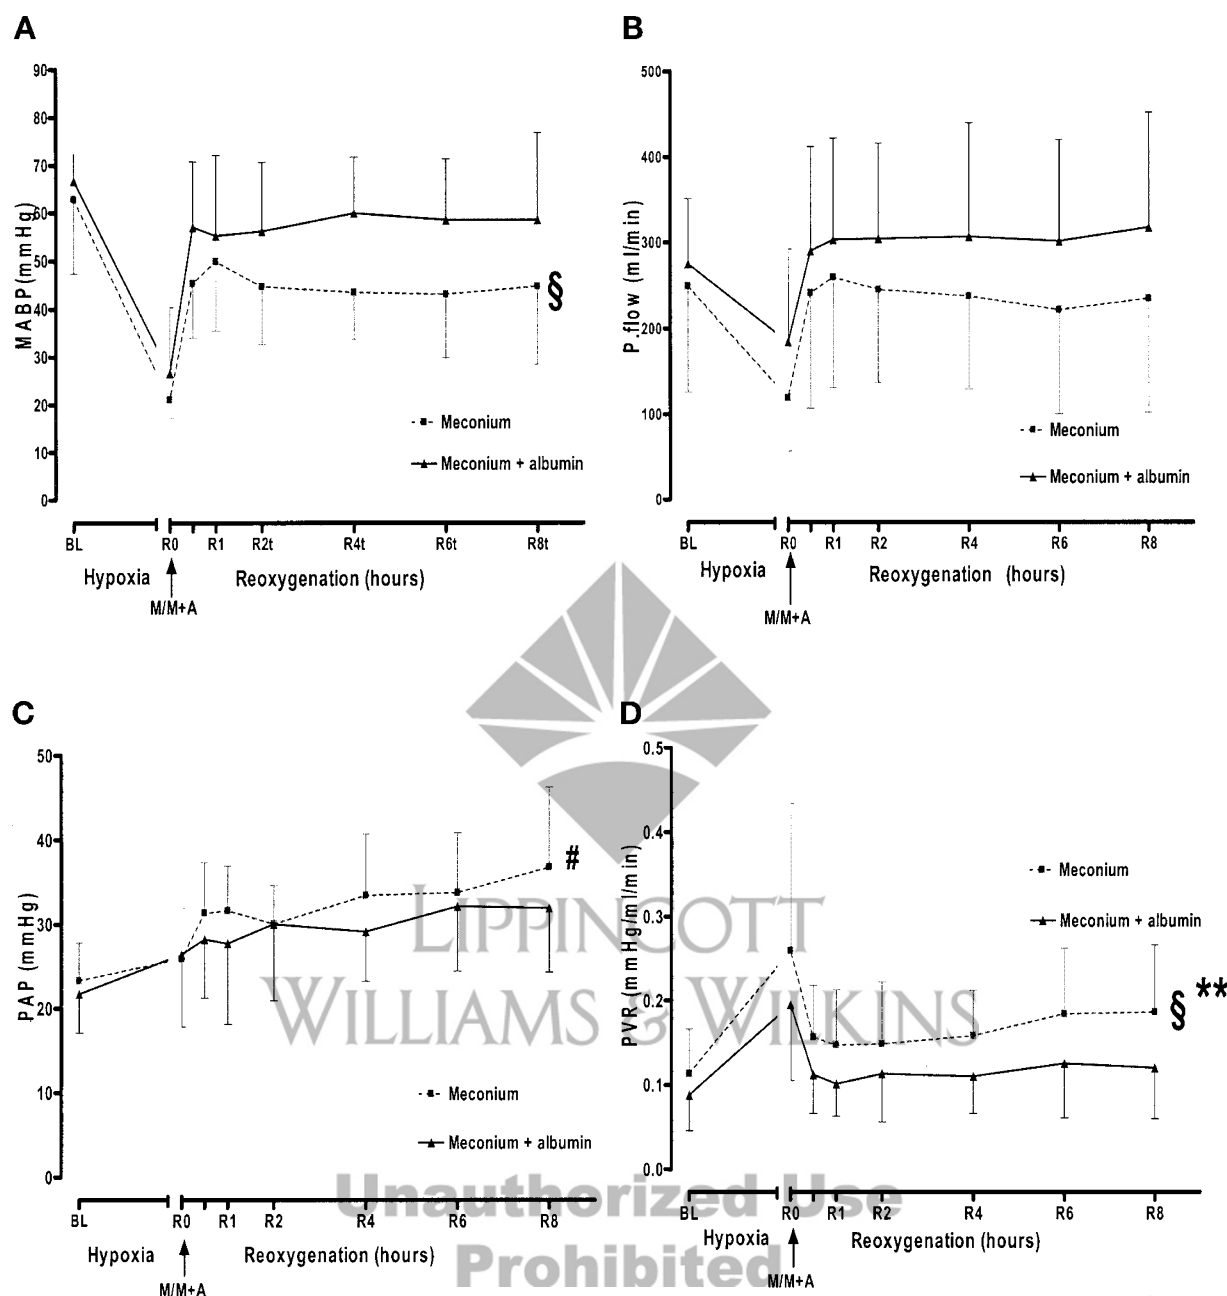 A
90
80
70
60
50
40
30
20
10
0
MABP (mmHg)
§
Meconium
Meconium + albumin
BL R0 R1 R2t R4t R6t R8t
Hypoxia Reoxygenation (hours)
M/M+A
B
500
400
300
200
100
0
P.flow (ml/min)
Meconium
Meconium + albumin
BL R0 R1 R2 R4 R6 R8
Hypoxia Reoxygenation (hours)
M/M+A
C
50
40
30
20
10
0
PAP (mmHg)
#
Meconium
Meconium + albumin
BL R0 R1 R2 R4 R6 R8
Hypoxia Reoxygenation (hours)
M/M+A
D
0.5
0.4
0.3
0.2
0.1
0.0
PVR (mmHg/ml/min)
Meconium
Meconium + albumin
**
§
BL R0 R1 R2 R4 R6 R8
Hypoxia Reoxygenation (hours)
M/M+A
LIPPINCOTT
WILLIAMS & WILKINS
Unauthorized Use
Prohibited